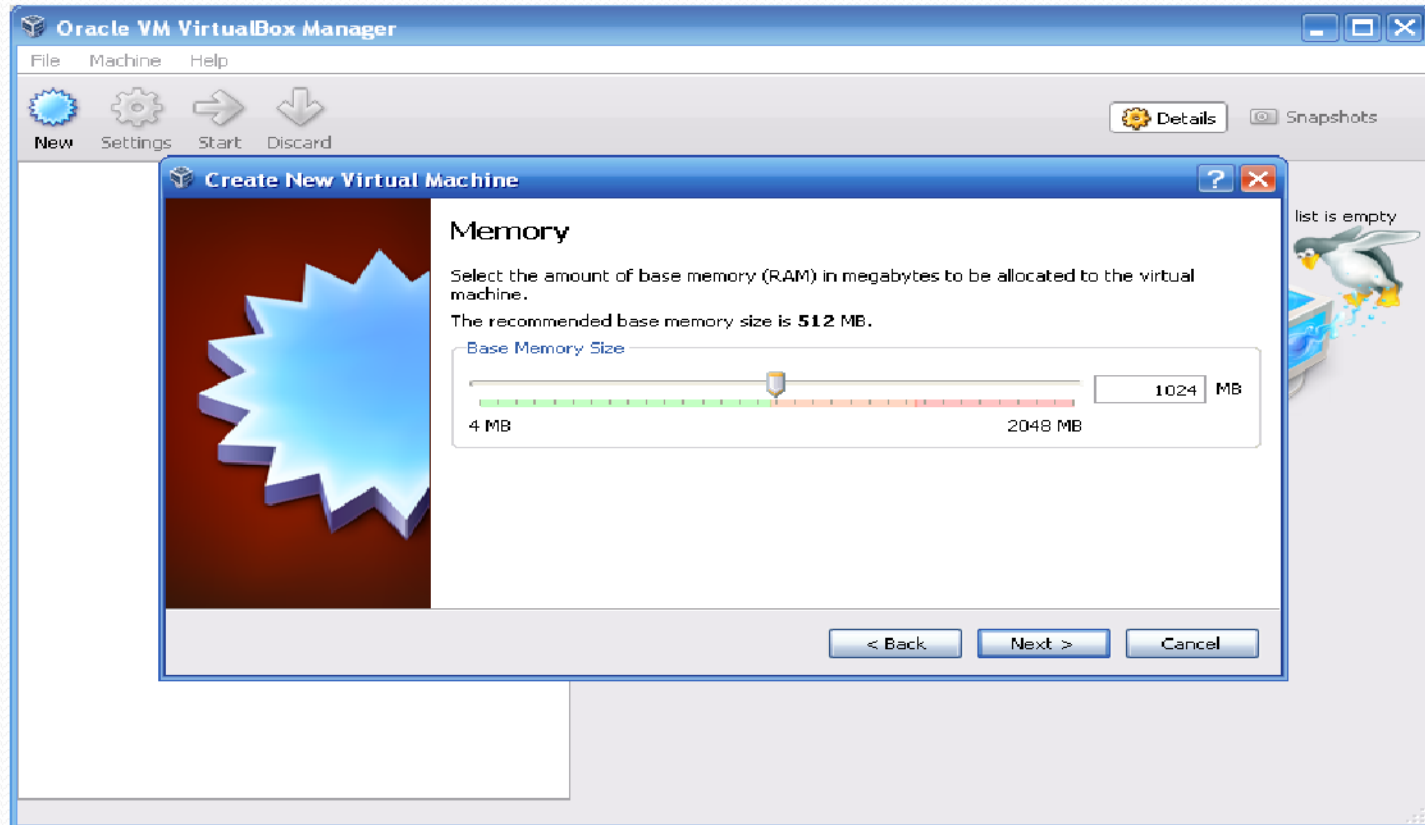 Oracle VM VirtualBox Manager
File Machine Help
New Settings Start Discard
Details Snapshots
Create New Virtual Machine
list is empty
Memory
Select the amount of base memory (RAM) in megabytes to be allocated to the virtual
machine.
The recommended base memory size is 512 MB.
Base Memory Size
1024 MB
4 MB 2048 MB
< Back Next > Cancel